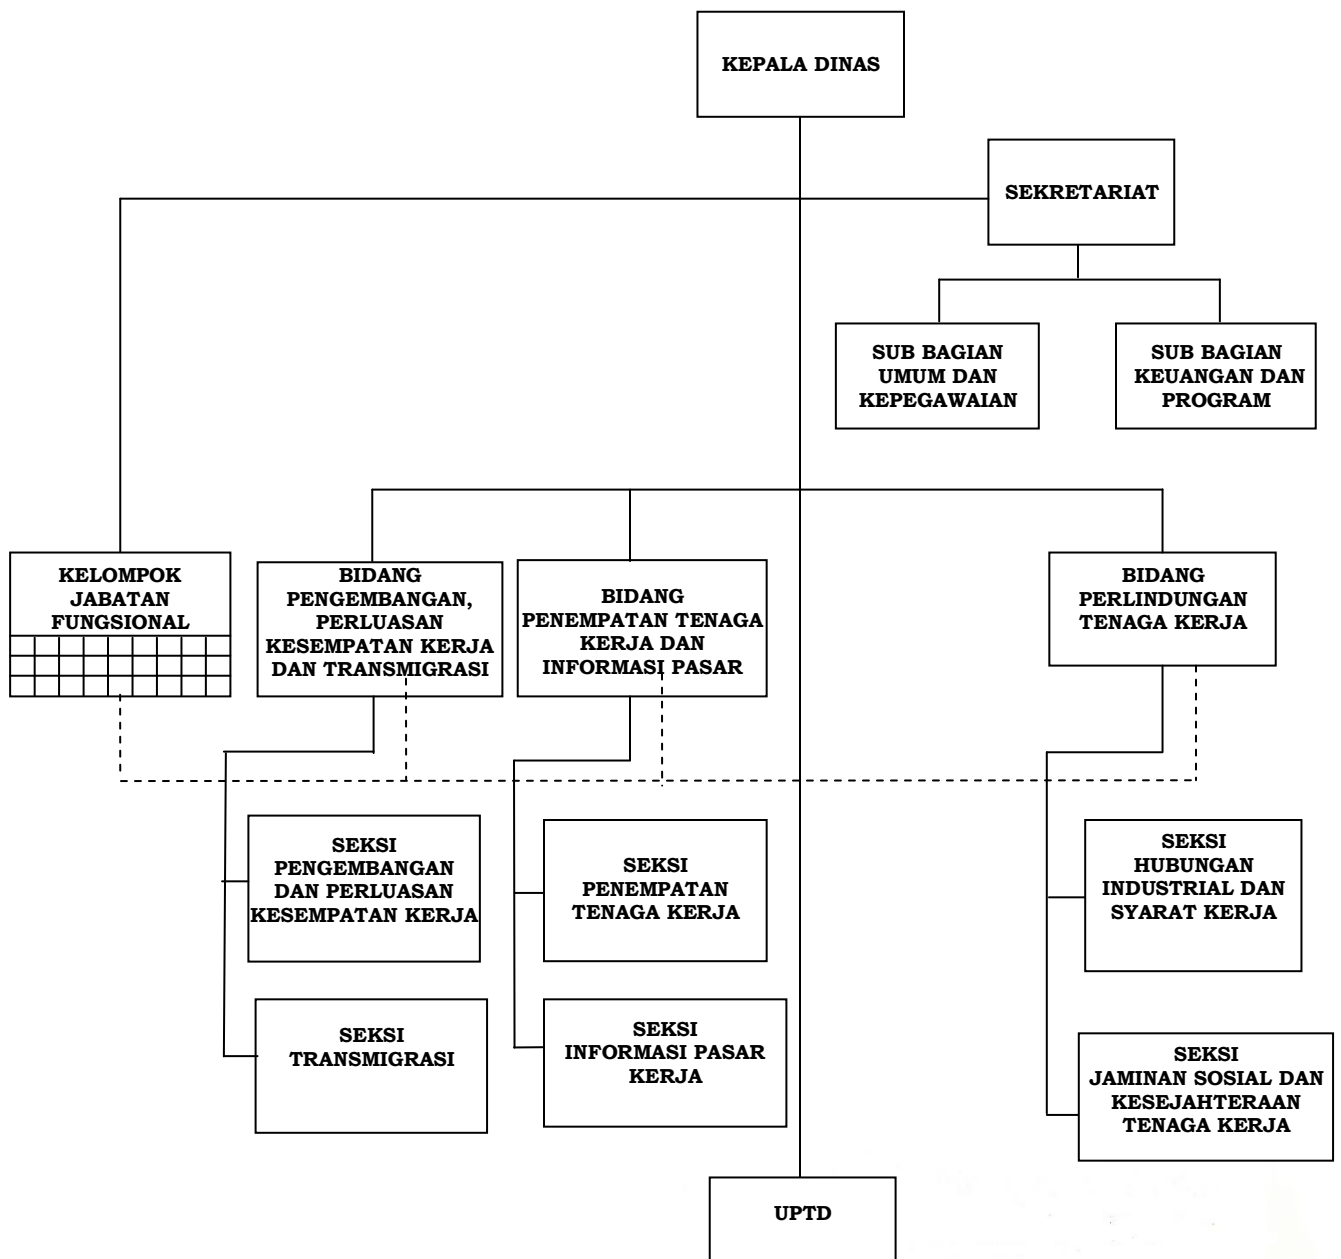 KEPALA DINAS
SEKRETARIAT
SUB BAGIAN
UMUM DAN
KEPEGAWAIAN
SUB BAGIAN
KEUANGAN DAN
PROGRAM
KELOMPOK
JABATAN
FUNGSIONAL
BIDANG
PENGEMBANGAN,
PERLUASAN
KESEMPATAN KERJA
DAN TRANSMIGRASI
BIDANG
PENEMPATAN TENAGA
KERJA DAN
INFORMASI PASAR
BIDANG
PERLINDUNGAN
TENAGA KERJA
SEKSI
PENGEMBANGAN
DAN PERLUASAN
KESEMPATAN KERJA
SEKSI
PENEMPATAN
TENAGA KERJA
SEKSI
HUBUNGAN
INDUSTRIAL DAN
SYARAT KERJA
SEKSI
TRANSMIGRASI
SEKSI
INFORMASI PASAR
KERJA
SEKSI
JAMINAN SOSIAL DAN
KESEJAHTERAAN
TENAGA KERJA
UPTD